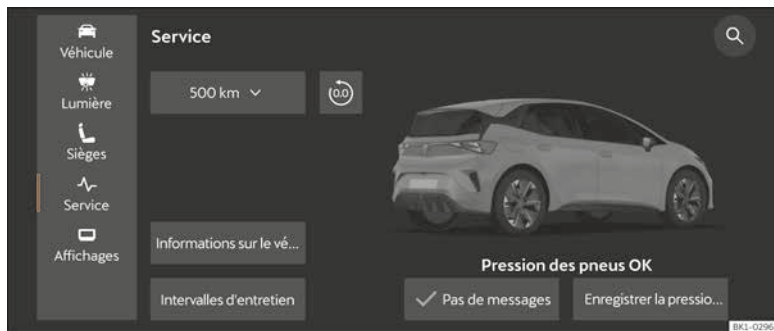 Véhicule
Lumière
Sièges
Service
Affichages
Service
500 km
0.0
Informations sur le vé...
Intervalles d'entretien
Pression des pneus OK
Pas de messages
Enregistrer la pressio...
BK1-0296